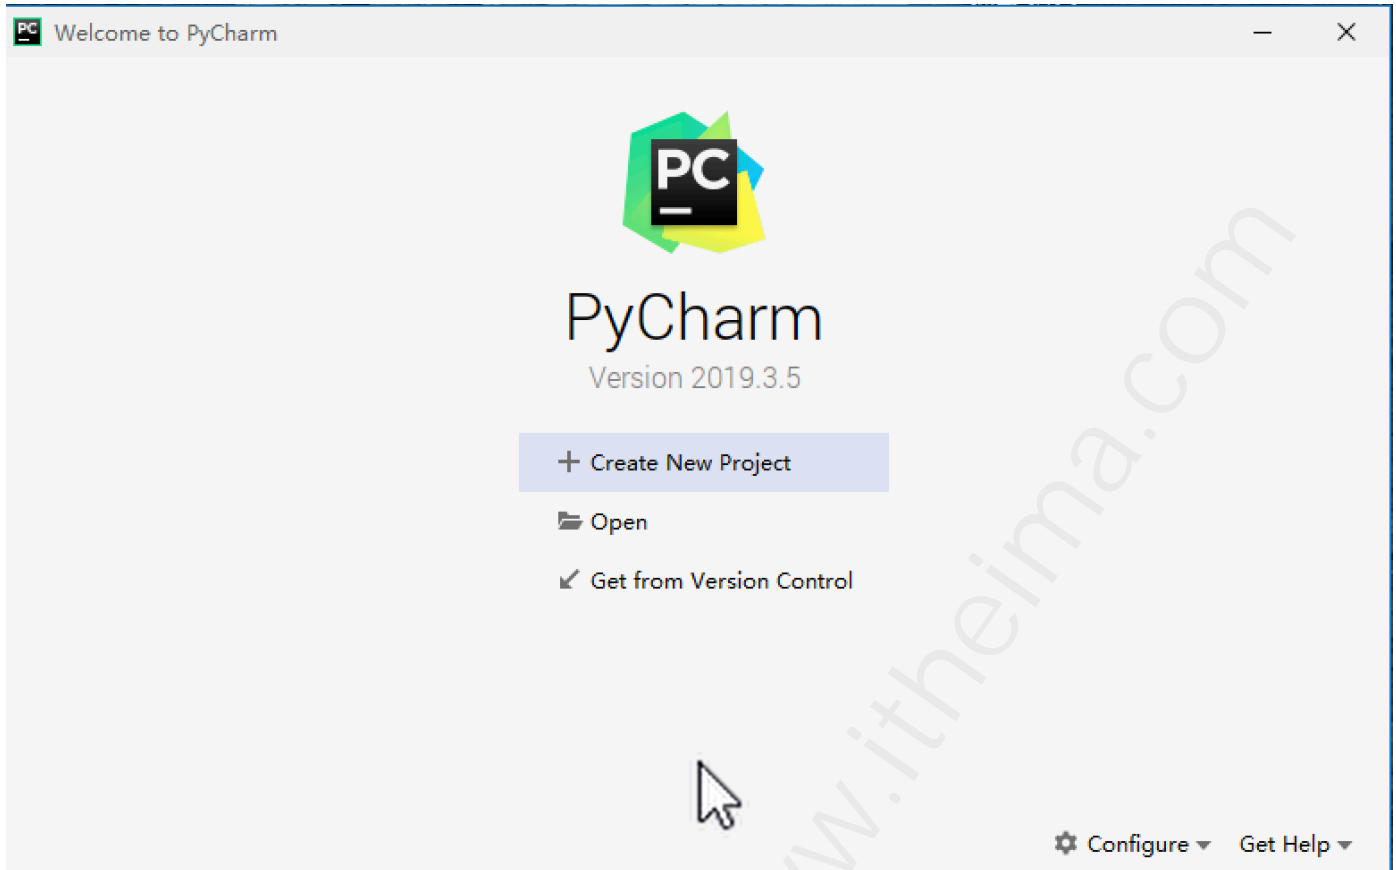 PC Welcome to PyCharm
PC
PyCharm
Version 2019.3.5
Create New Project
Open
Get from Version Control
Configure Get Help
w.itheima.com